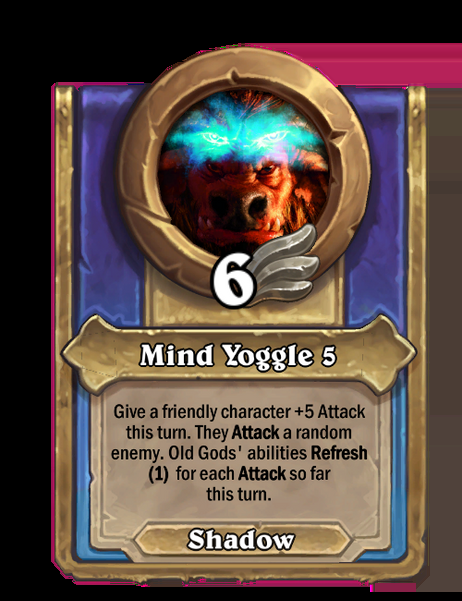 6
Mind Yoggle 5
Give a friendly character +5 Attack
this turn. They Attack a random
enemy. Old Gods' abilities Refresh
(1) for each Attack so far
this turn.
Shadow